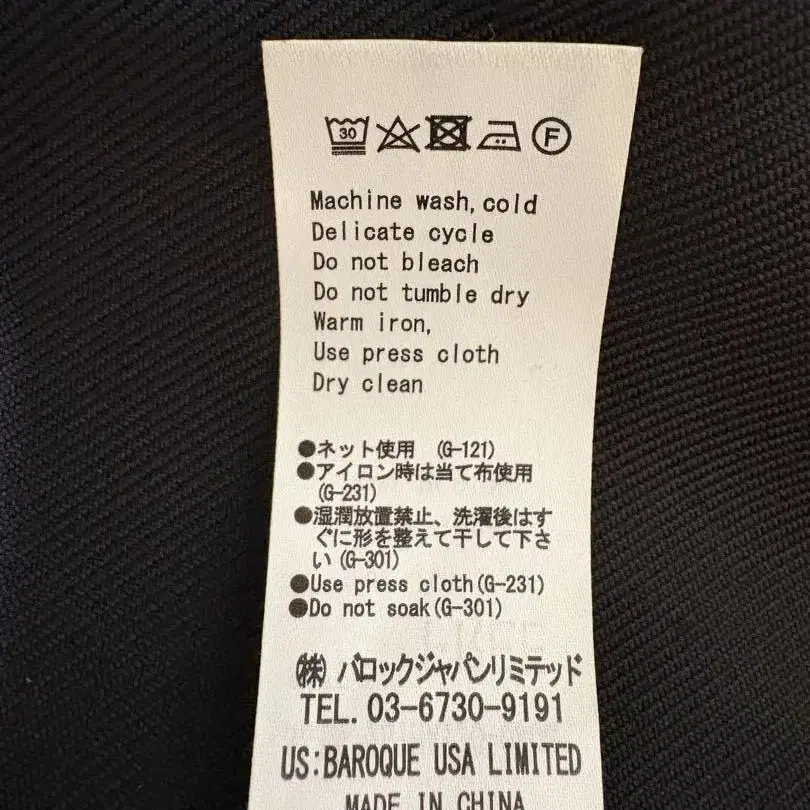 30 F
Machine wash, cold
Delicate cycle
Do not bleach
Do not tumble dry
Warm iron,
Use press cloth
Dry clean
●ネット使用 (G-121)
●アイロン時は当て布使用
(G-231)
●湿潤放置禁止、洗濯後はす
ぐに形を整えて干して下さ
い(G-301)
●Use press cloth(G-231)
●Do not soak(G-301)
㈱ バロックジャパンリミテッド
TEL. 03-6730-9191
US:BAROQUE USA LIMITED
MADE IN CHINA